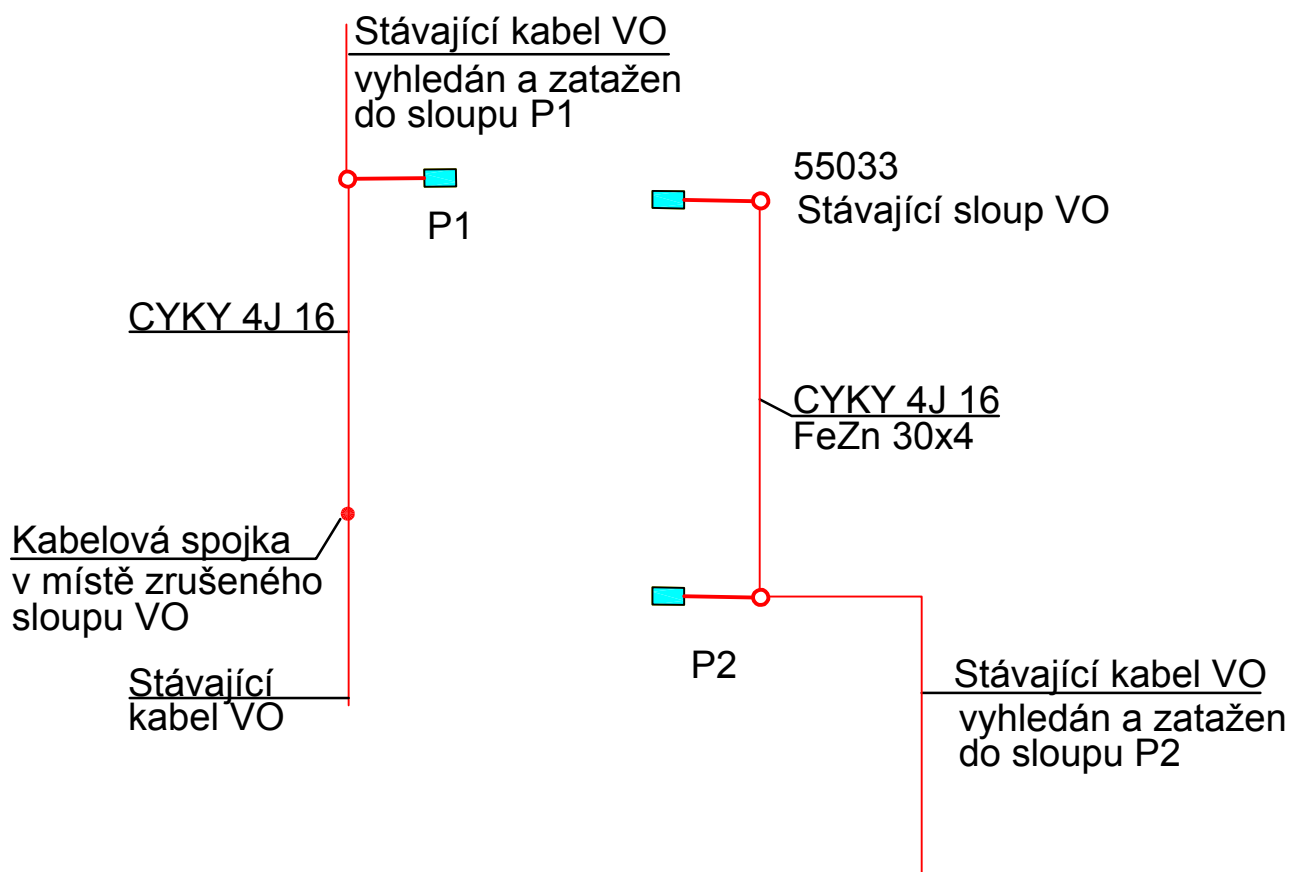 Stávající kabel VO
vyhledán a zatažen
do sloupu P1
P1
55033
Stávající sloup VO
CYKY 4J 16
CYKY 4J 16
FeZn 30x4
Kabelová spojka
v místě zrušeného
sloupu VO
Stávající
kabel VO
P2
Stávající kabel VO
vyhledán a zatažen
do sloupu P2